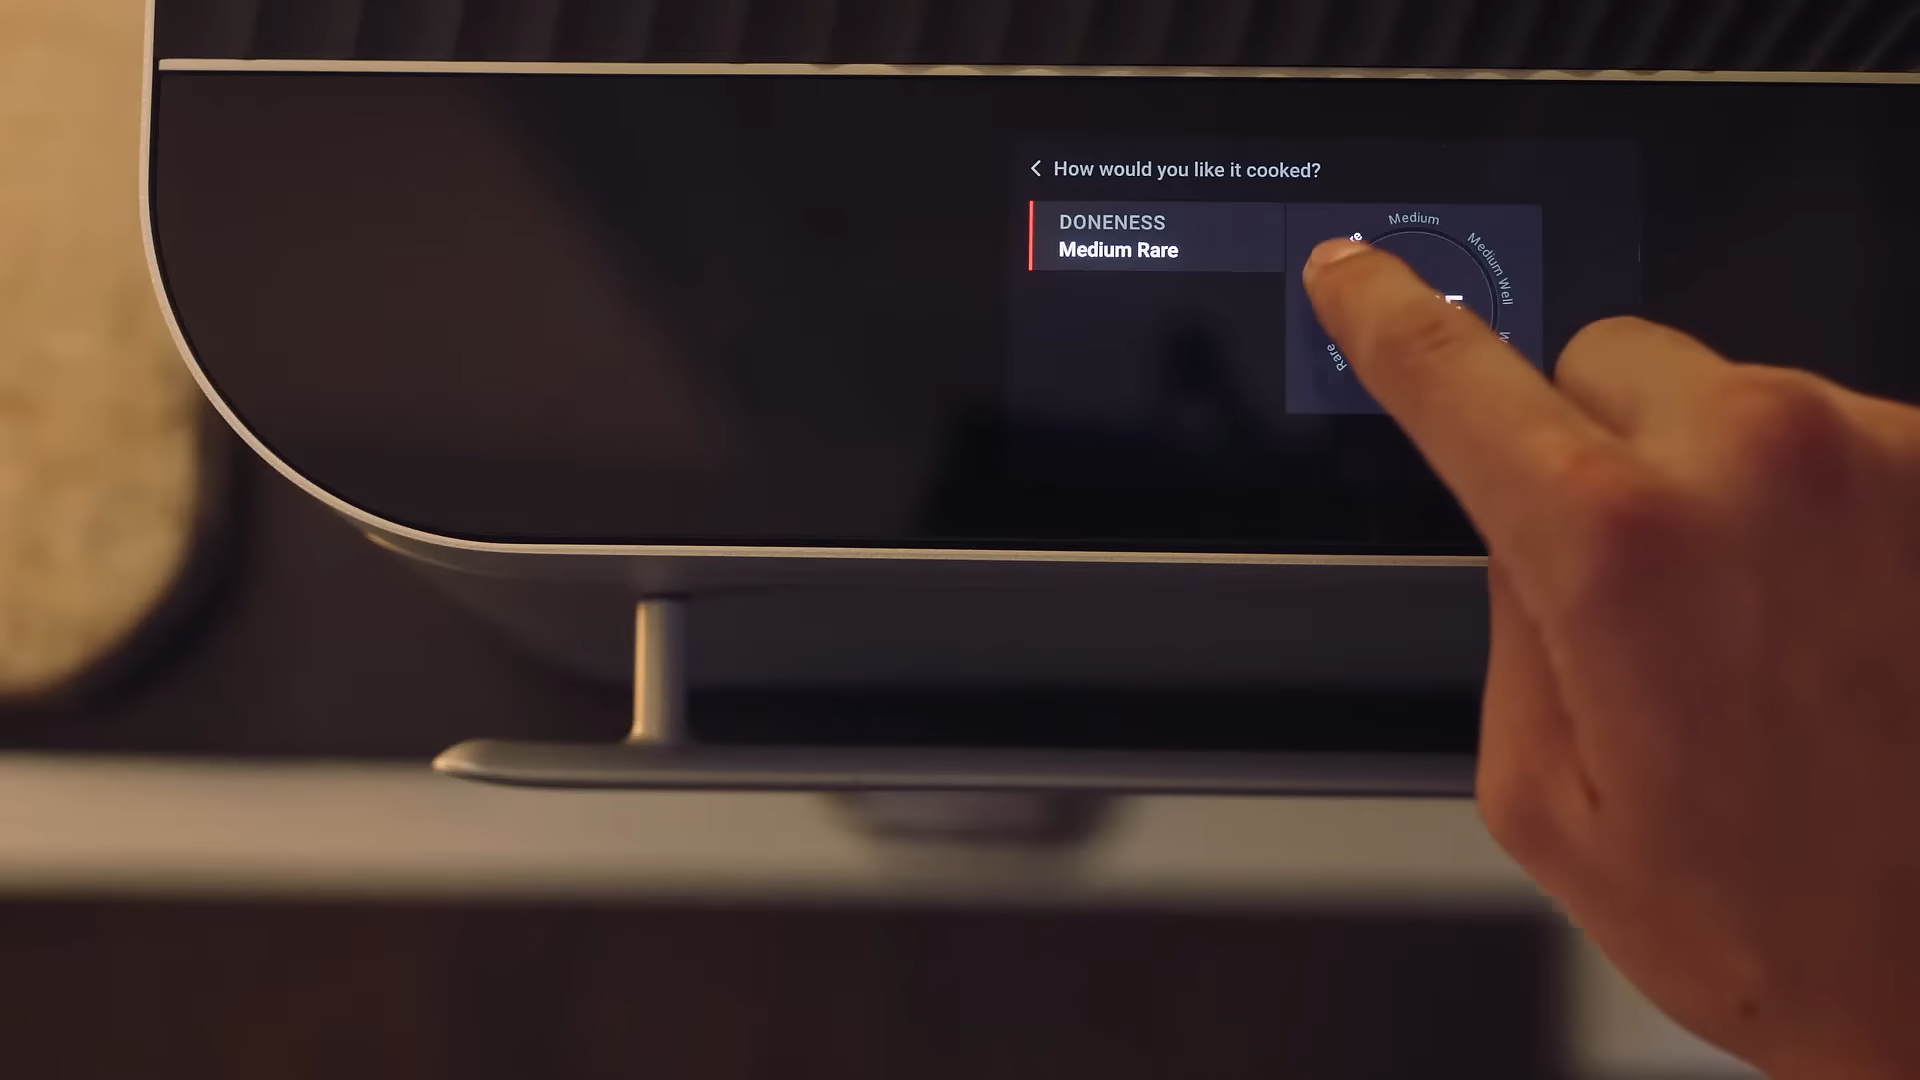 How would you like it cooked?
DONENESS
Medium Rare
Medium
Medium Well
Rare